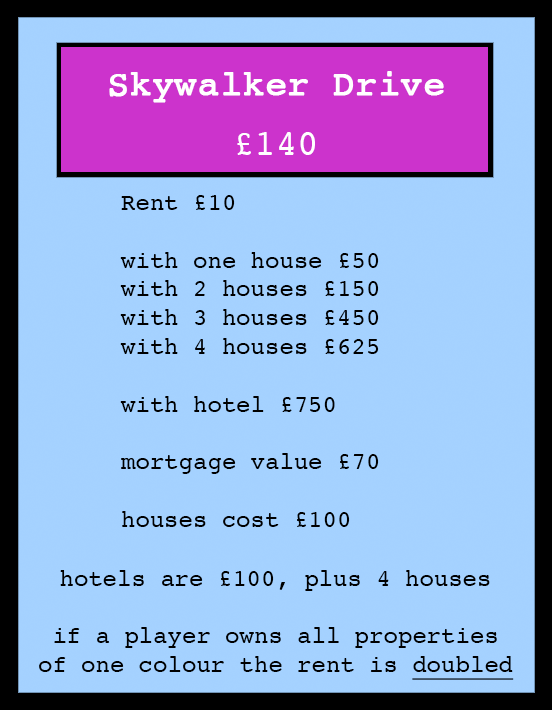 Skywalker Drive
£140
Rent £10
with one house £50
with 2 houses £150
with 3 houses £450
with 4 houses £625
with hotel £750
mortgage value £70
houses cost £100
hotels are £100, plus 4 houses
if a player owns all properties
of one colour the rent is doubled